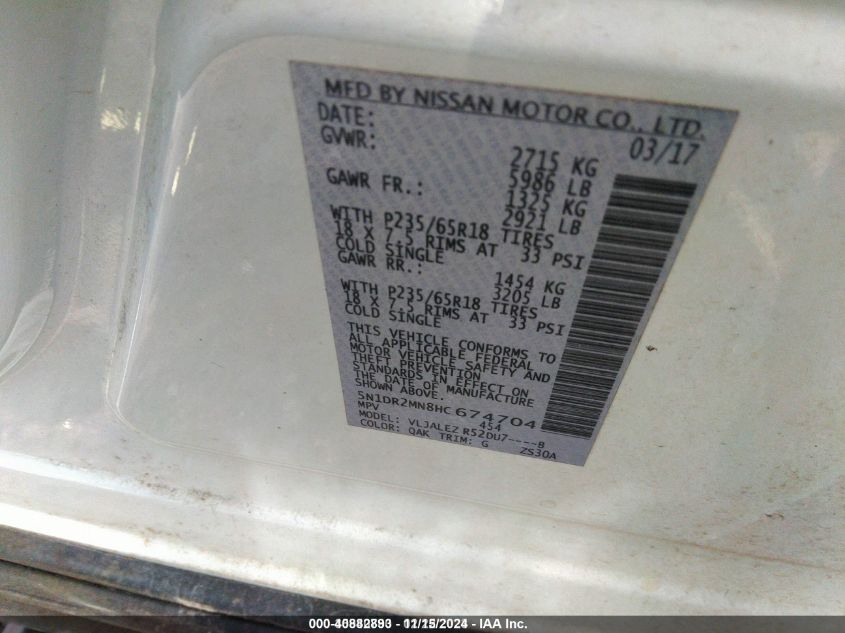 MFD BY NISSAN MOTOR CO., LTD.
DATE: 03/17
GVWR: 2715 KG
5986 LB
GAWR FR.: 1325 KG
2921 LB
WITH P235/65R18 TIRES
18 X 7.5 RIMS AT 33 PSI
COLD SINGLE
GAWR RR.: 1454 KG
3205 LB
WITH P235/65R18 TIRES
18 X 7.5 RIMS AT 33 PSI
COLD SINGLE
THIS VEHICLE CONFORMS TO
ALL APPLICABLE FEDERAL
MOTOR VEHICLE SAFETY AND
THEFT PREVENTION
STANDARDS IN EFFECT ON
THE DATE OF MANUFACTURE
SHOWN ABOVE.
5N1DR2MN8HC674704
MPV 454
MODEL: VLJALEZ R52DU7----B
COLOR: QAK TRIM: G ZS30A
- 11/15/2024 - IAA Inc.